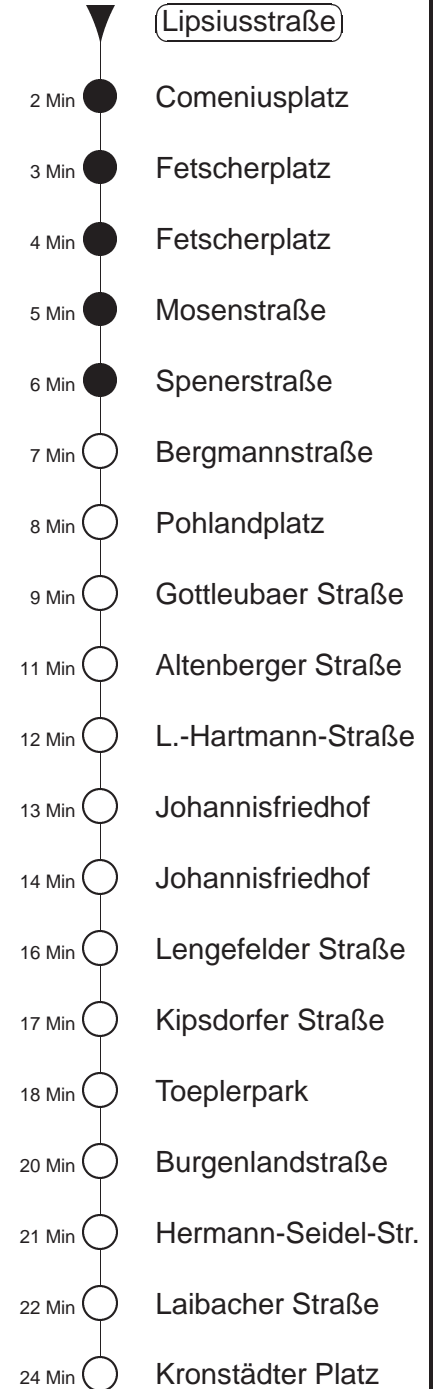 Lipsiusstraße
2 Min Comeniusplatz
3 Min Fetscherplatz
4 Min Fetscherplatz
5 Min Mosenstraße
6 Min Spenerstraße
7 Min Bergmannstraße
8 Min Pohlandplatz
9 Min Gottleubaer Straße
11 Min Altenberger Straße
12 Min L.-Hartmann-Straße
13 Min Johannisfriedhof
14 Min Johannisfriedhof
16 Min Lengefelder Straße
17 Min Kipsdorfer Straße
18 Min Toeplerpark
20 Min Burgenlandstraße
21 Min Hermann-Seidel-Str.
22 Min Laibacher Straße
24 Min Kronstädter Platz